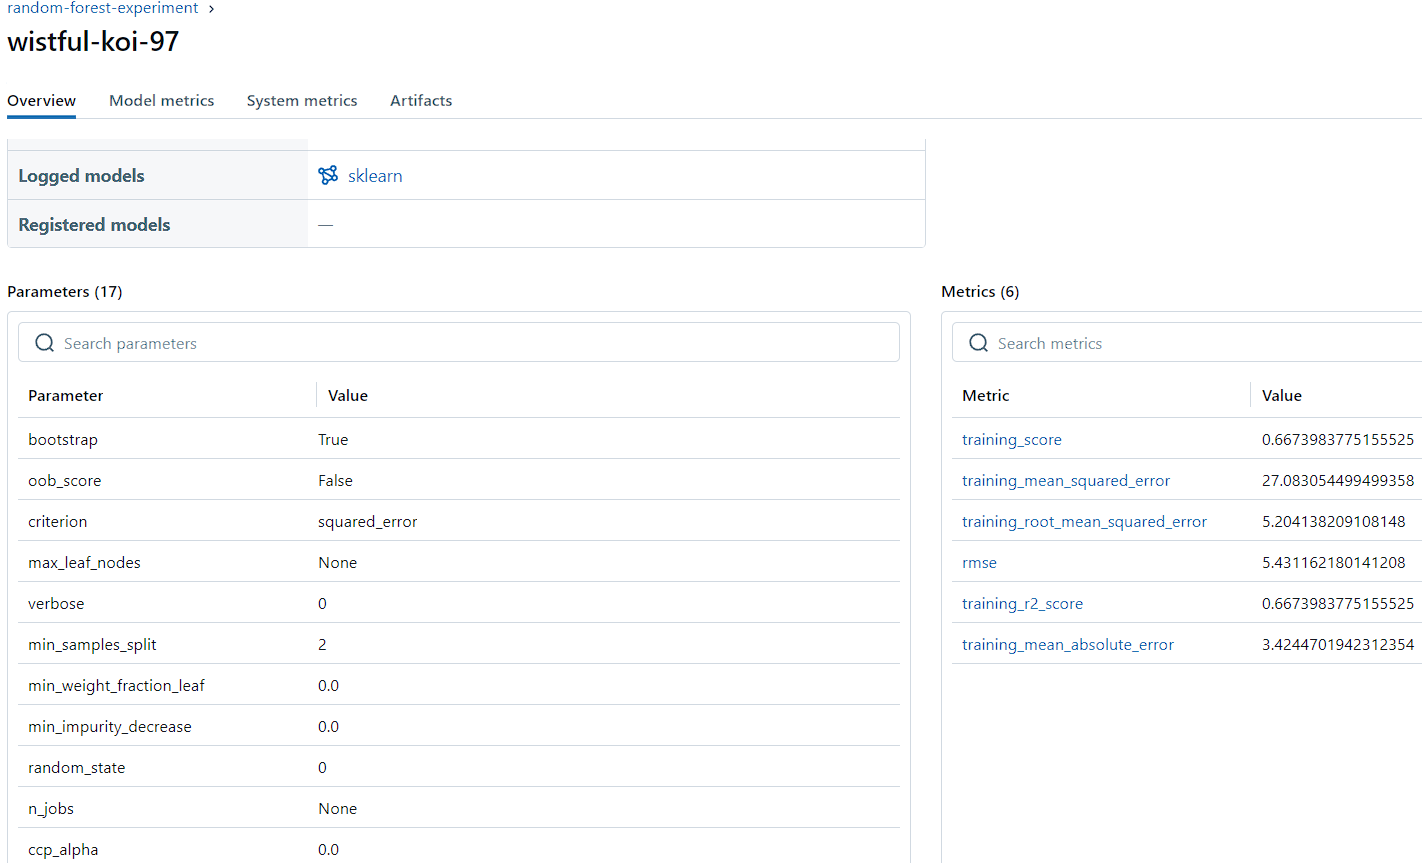 random-forest-experiment >
wistful-koi-97
Overview Model metrics System metrics Artifacts
Logged models sklearn
Registered models —
Parameters (17)
Search parameters
Parameter Value
bootstrap True
oob_score False
criterion squared_error
max_leaf_nodes None
verbose 0
min_samples_split 2
min_weight_fraction_leaf 0.0
min_impurity_decrease 0.0
random_state 0
n_jobs None
ccp_alpha 0.0
Metrics (6)
Search metrics
Metric Value
training_score 0.6673983775155525
training_mean_squared_error 27.083054499499358
training_root_mean_squared_error 5.204138209108148
rmse 5.431162180141208
training_r2_score 0.6673983775155525
training_mean_absolute_error 3.4244701942312354